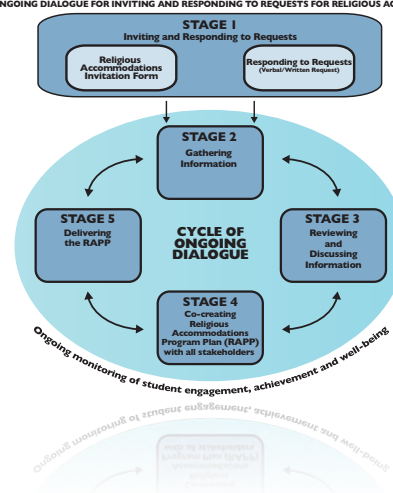 NGOING DIALOGUE FOR INVITING AND RESPONDING TO REQUESTS FOR RELIGIOUS AC
STAGE 1
Inviting and Responding to Requests
Religious
Accommodations
Invitation Form
Responding to Requests
(Verbal/Written Request)
STAGE 2
Gathering
Information
STAGE 5
Delivering
the RAPP
CYCLE OF
ONGOING
DIALOGUE
STAGE 3
Reviewing
and
Discussing
Information
STAGE 4
Co-creating
Religious
Accommodations
Program Plan (RAPP)
with all stakeholders
Ongoing monitoring of student engagement, achievement and well-being